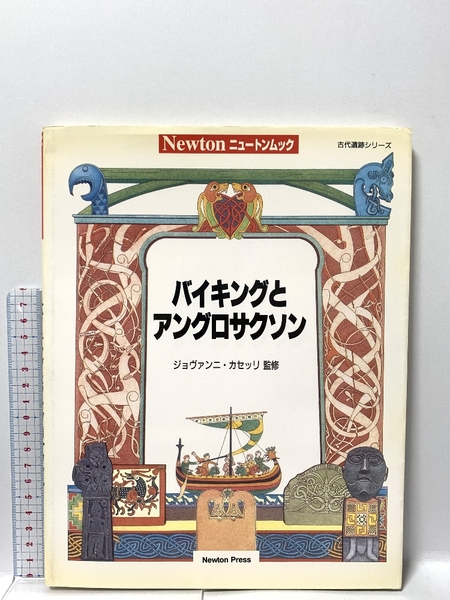 Newton ニュートンムック
古代遺跡シリーズ
バイキングと
アングロサクソン
ジョヴァンニ・カセッリ 監修
Newton Press